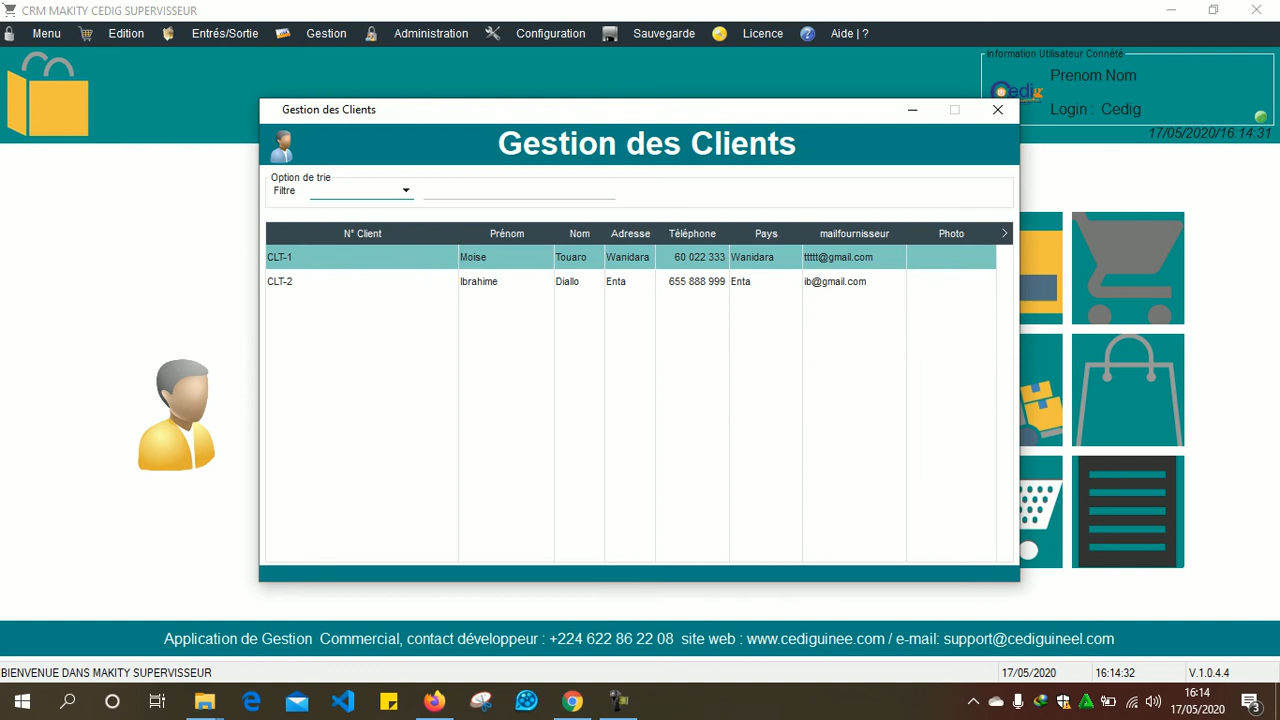 CRM MAKITY CEDIG SUPERVISSEUR
Menu Edition Entrés/Sortie Gestion Administration Configuration Sauvegarde Licence Aide | ?
Information Utilisateur Connété
Prenom Nom
Cedig
Login : Cedig
17/05/2020/16:14:31
Gestion des Clients
Gestion des Clients
Option de trie
Filtre
N° Client Prénom Nom Adresse Téléphone Pays mailfournisseur Photo
CLT-1 Moise Touaro Wanidara 60 022 333 Wanidara ttttt@gmail.com
CLT-2 Ibrahime Diallo Enta 655 888 999 Enta ib@gmail.com
Application de Gestion Commercial, contact développeur : +224 622 86 22 08 site web : www.cediguinee.com / e-mail: support@cediguineel.com
BIENVENUE DANS MAKITY SUPERVISSEUR 17/05/2020 16:14:32 V.1.0.4.4
16:14
17/05/2020
3